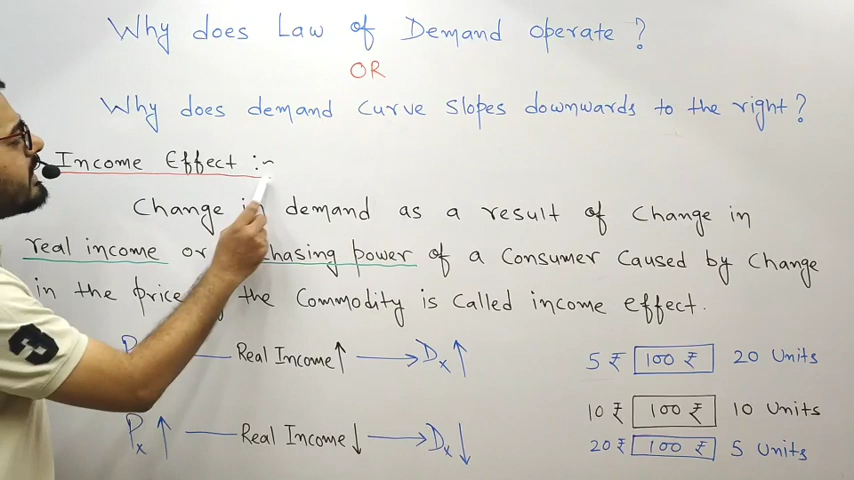 Why does Law of Demand operate ?
OR
Why does demand curve slopes downwards to the right ?
Income Effect :-
Change in demand as a result of Change in
real income or chasing power of a Consumer caused by Change
in the price the Commodity is called income effect.
P Real Income ↑ → Dx ↑
5 ₹ 100 ₹ 20 Units
10 ₹ 100 ₹ 10 Units
Px ↑ — Real Income ↓ → Dx ↓
20 ₹ 100 ₹ 5 Units
3